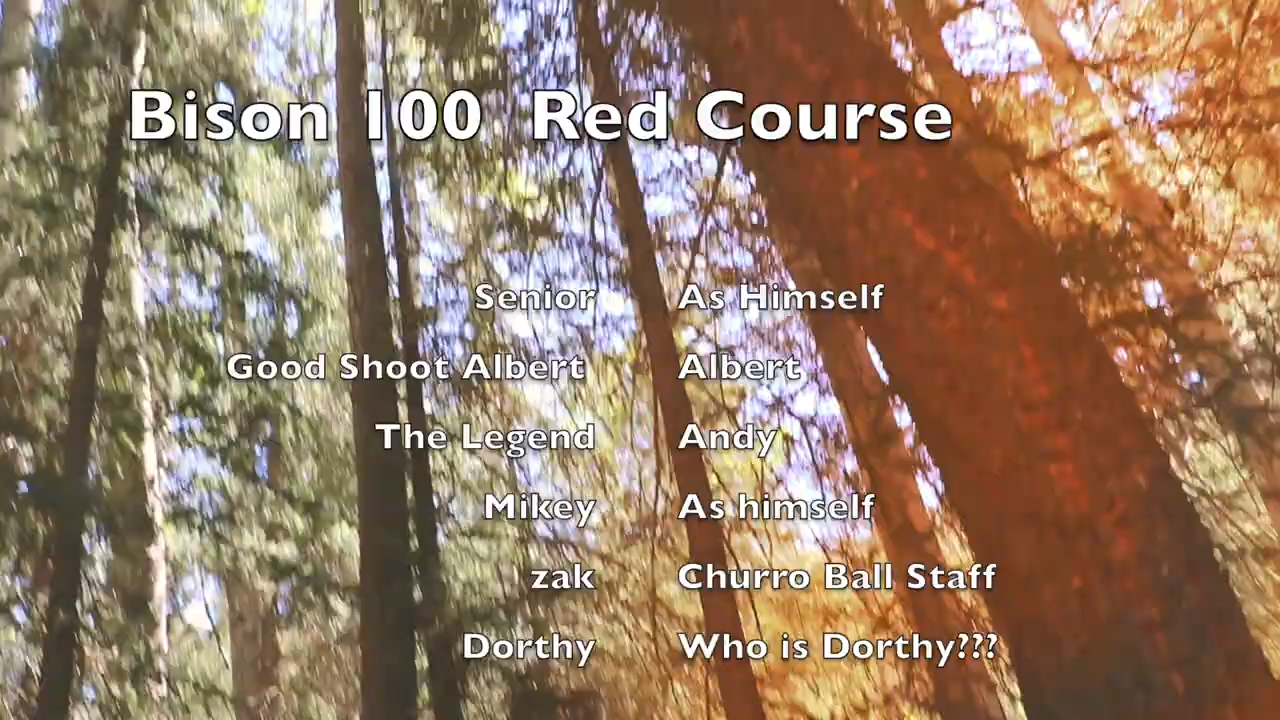 Bison 100 Red Course
Senior As Himself
Good Shoot Albert Albert
The Legend Andy
Mikey As himself
zak Churro Ball Staff
Dorthy Who is Dorthy???